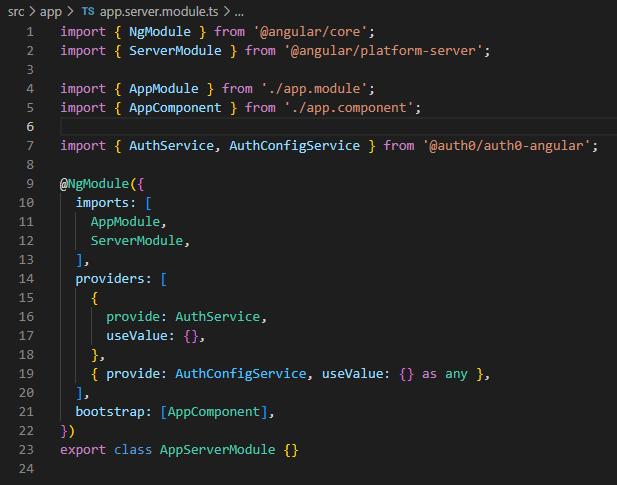 src > app > TS app.server.module.ts > ...
1 import { NgModule } from '@angular/core';
2 import { ServerModule } from '@angular/platform-server';
3
4 import { AppModule } from './app.module';
5 import { AppComponent } from './app.component';
6
7 import { AuthService, AuthConfigService } from '@auth0/auth0-angular';
8
9 @NgModule({
10   imports: [
11     AppModule,
12     ServerModule,
13   ],
14   providers: [
15     {
16       provide: AuthService,
17       useValue: {},
18     },
19     { provide: AuthConfigService, useValue: {} as any },
20   ],
21   bootstrap: [AppComponent],
22 })
23 export class AppServerModule {}
24